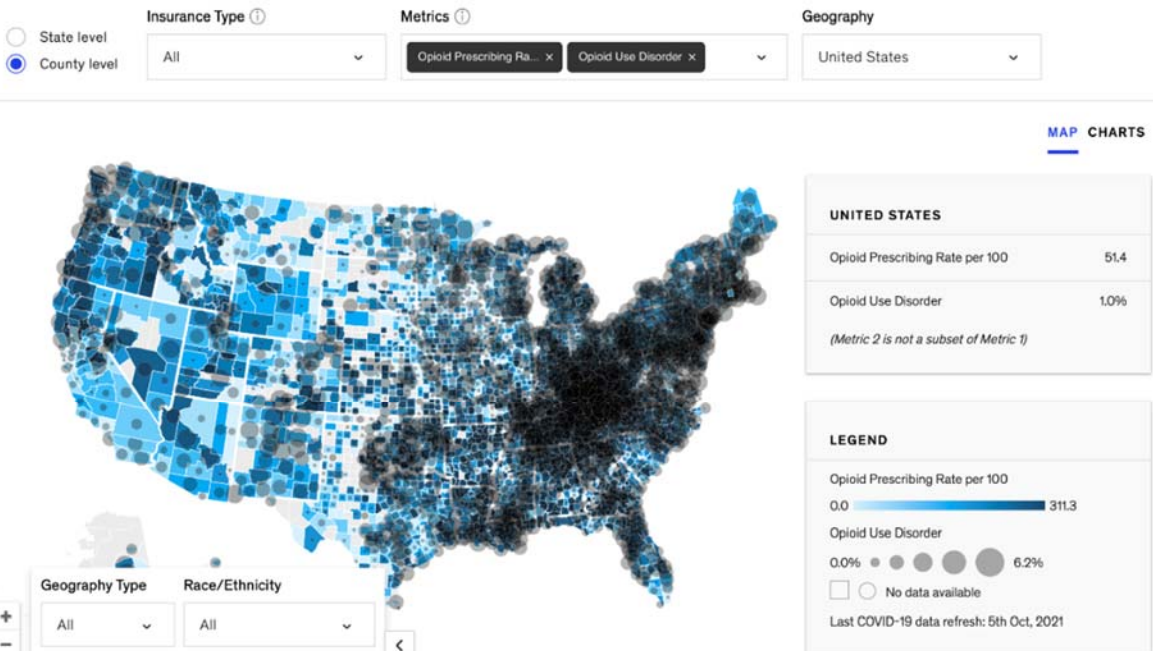 Insurance Type
Metrics
Geography
State level
County level
All
Opioid Prescribing Ra... ×
Opioid Use Disorder ×
United States
MAP CHARTS
UNITED STATES
Opioid Prescribing Rate per 100 51.4
Opioid Use Disorder 1.0%
(Metric 2 is not a subset of Metric 1)
LEGEND
Opioid Prescribing Rate per 100
0.0 311.3
Opioid Use Disorder
0.0% 6.2%
No data available
Last COVID-19 data refresh: 5th Oct, 2021
Geography Type
Race/Ethnicity
All
All
+
−